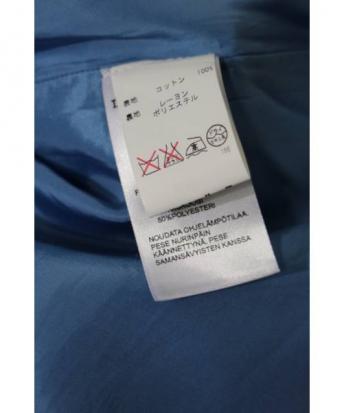 100%
表地 コットン
裏地 レーヨン
ポリエステル
50%POLYESTERI
NOUDATA OHJELÄMPÖTILAA.
PESE NURINPÄIN
KÄÄNNETTYNÄ, PESE
SAMANSÄVYISTEN KANSSA